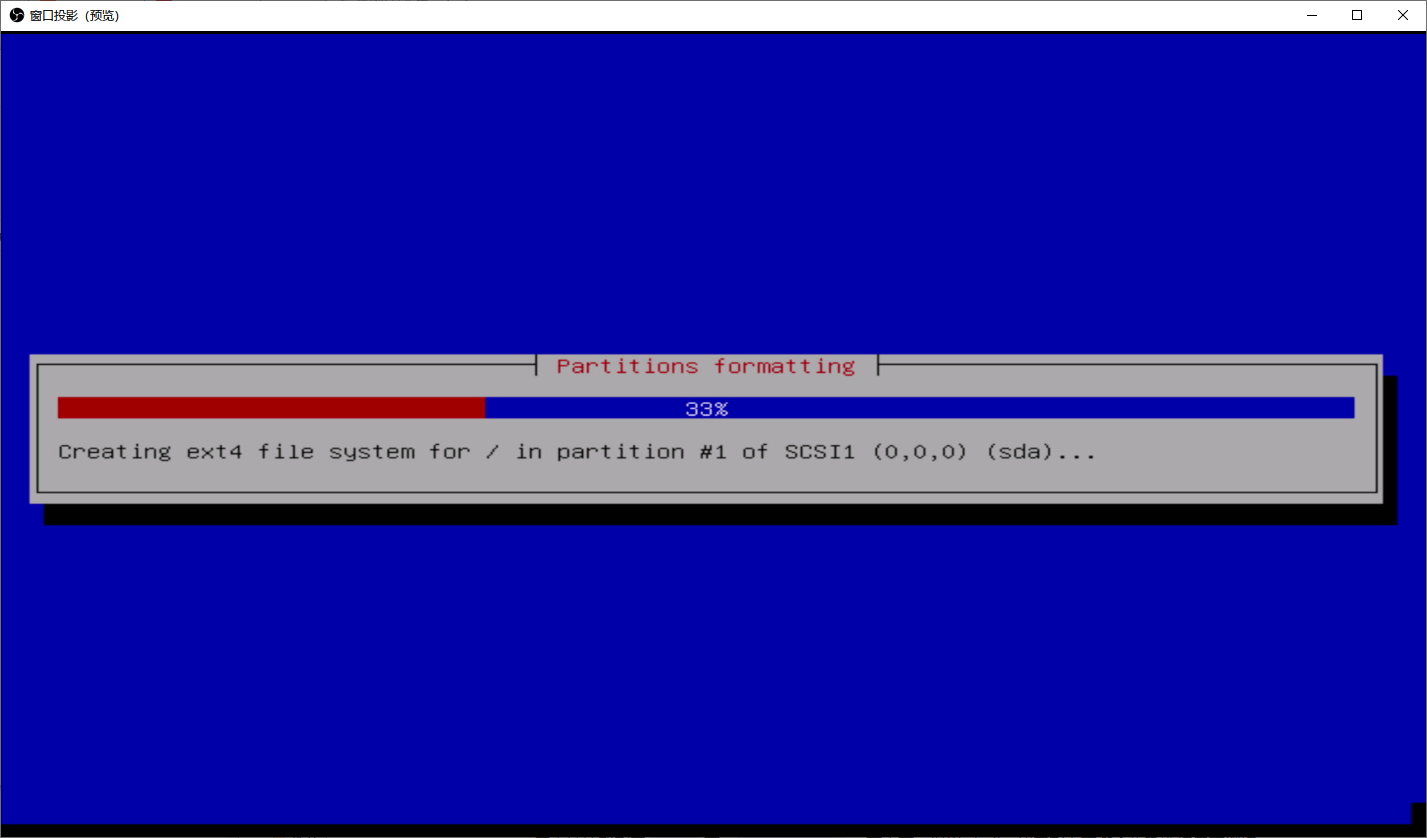 窗口投影 (预览)
Partitions formatting
33%
Creating ext4 file system for / in partition #1 of SCSI1 (0,0,0) (sda)...